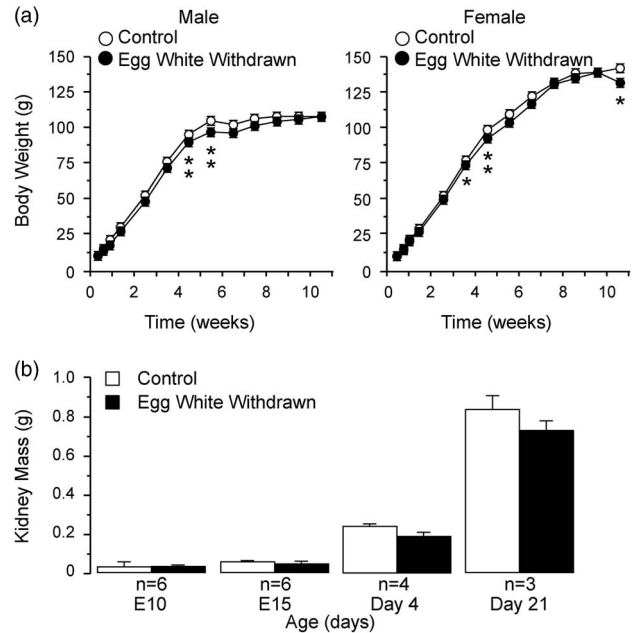 (a)
Male
Female
Control
Egg White Withdrawn
Control
Egg White Withdrawn
Body Weight (g)
150
125
100
75
50
25
0
* *
* *
0 2 4 6 8 10
Time (weeks)
150
125
100
75
50
25
0
*
* *
*
0 2 4 6 8 10
Time (weeks)
(b)
Control
Egg White Withdrawn
Kidney Mass (g)
1.0
0.8
0.6
0.4
0.2
0
n=6 n=6 n=4 n=3
E10 E15 Day 4 Day 21
Age (days)